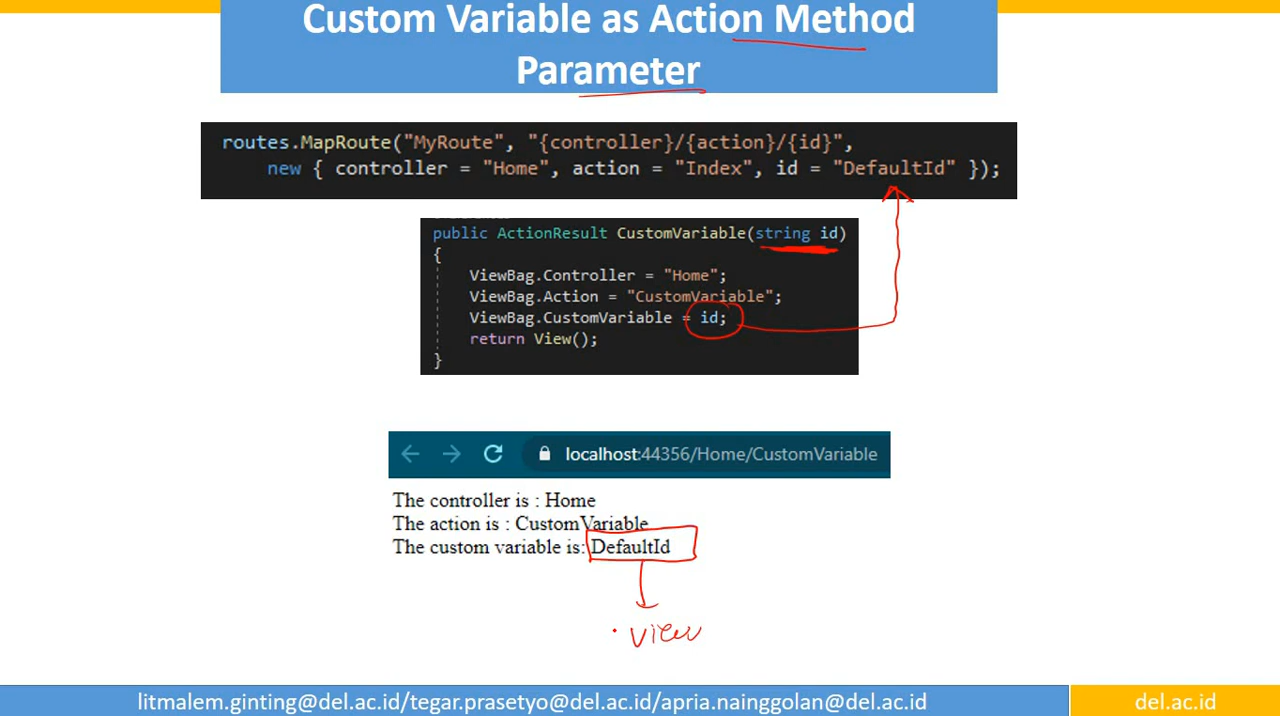 Custom Variable as Action Method
Parameter
routes.MapRoute("MyRoute", "{controller}/{action}/{id}",
new { controller = "Home", action = "Index", id = "DefaultId" });
public ActionResult CustomVariable(string id)
{
ViewBag.Controller = "Home";
ViewBag.Action = "CustomVariable";
ViewBag.CustomVariable = id;
return View();
}
localhost:44356/Home/CustomVariable
The controller is : Home
The action is : CustomVariable
The custom variable is: DefaultId
view
litmalem.ginting@del.ac.id/tegar.prasetyo@del.ac.id/apria.nainggolan@del.ac.id
del.ac.id